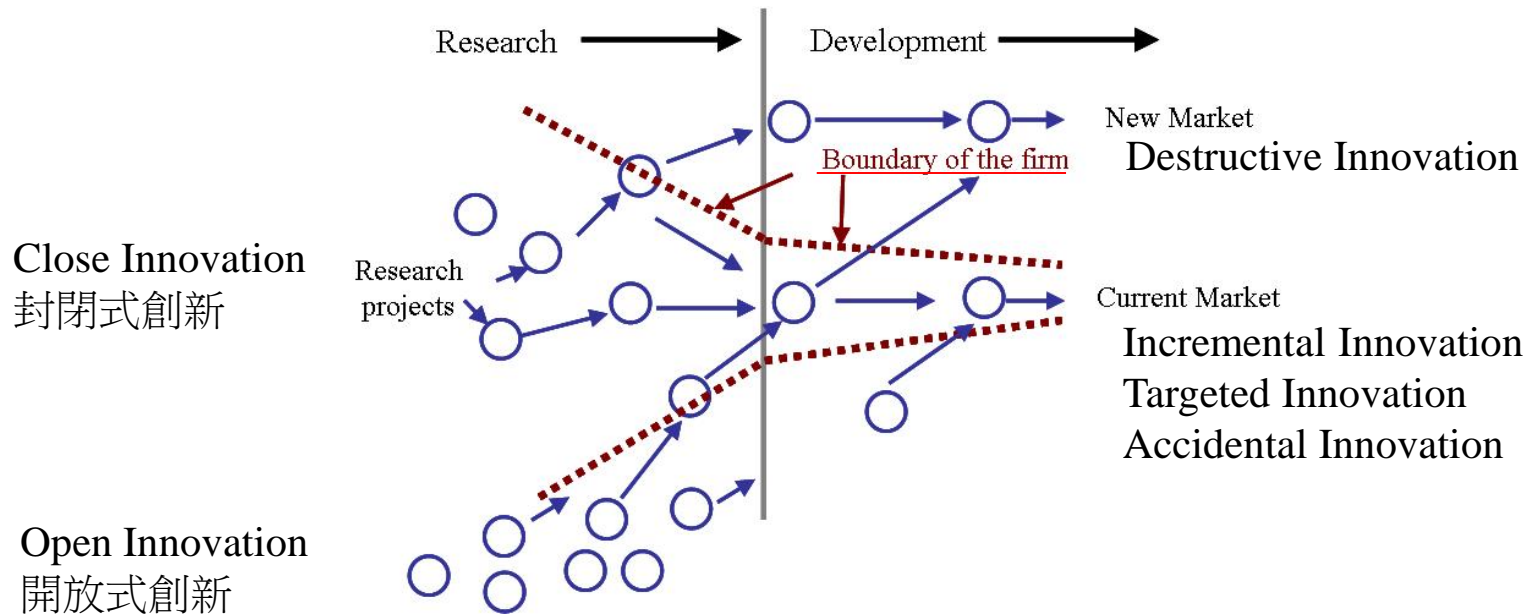 Research
Development
New Market
Destructive Innovation
Boundary of the firm
Close Innovation
封閉式創新
Research
projects
Current Market
Incremental Innovation
Targeted Innovation
Accidental Innovation
Open Innovation
開放式創新